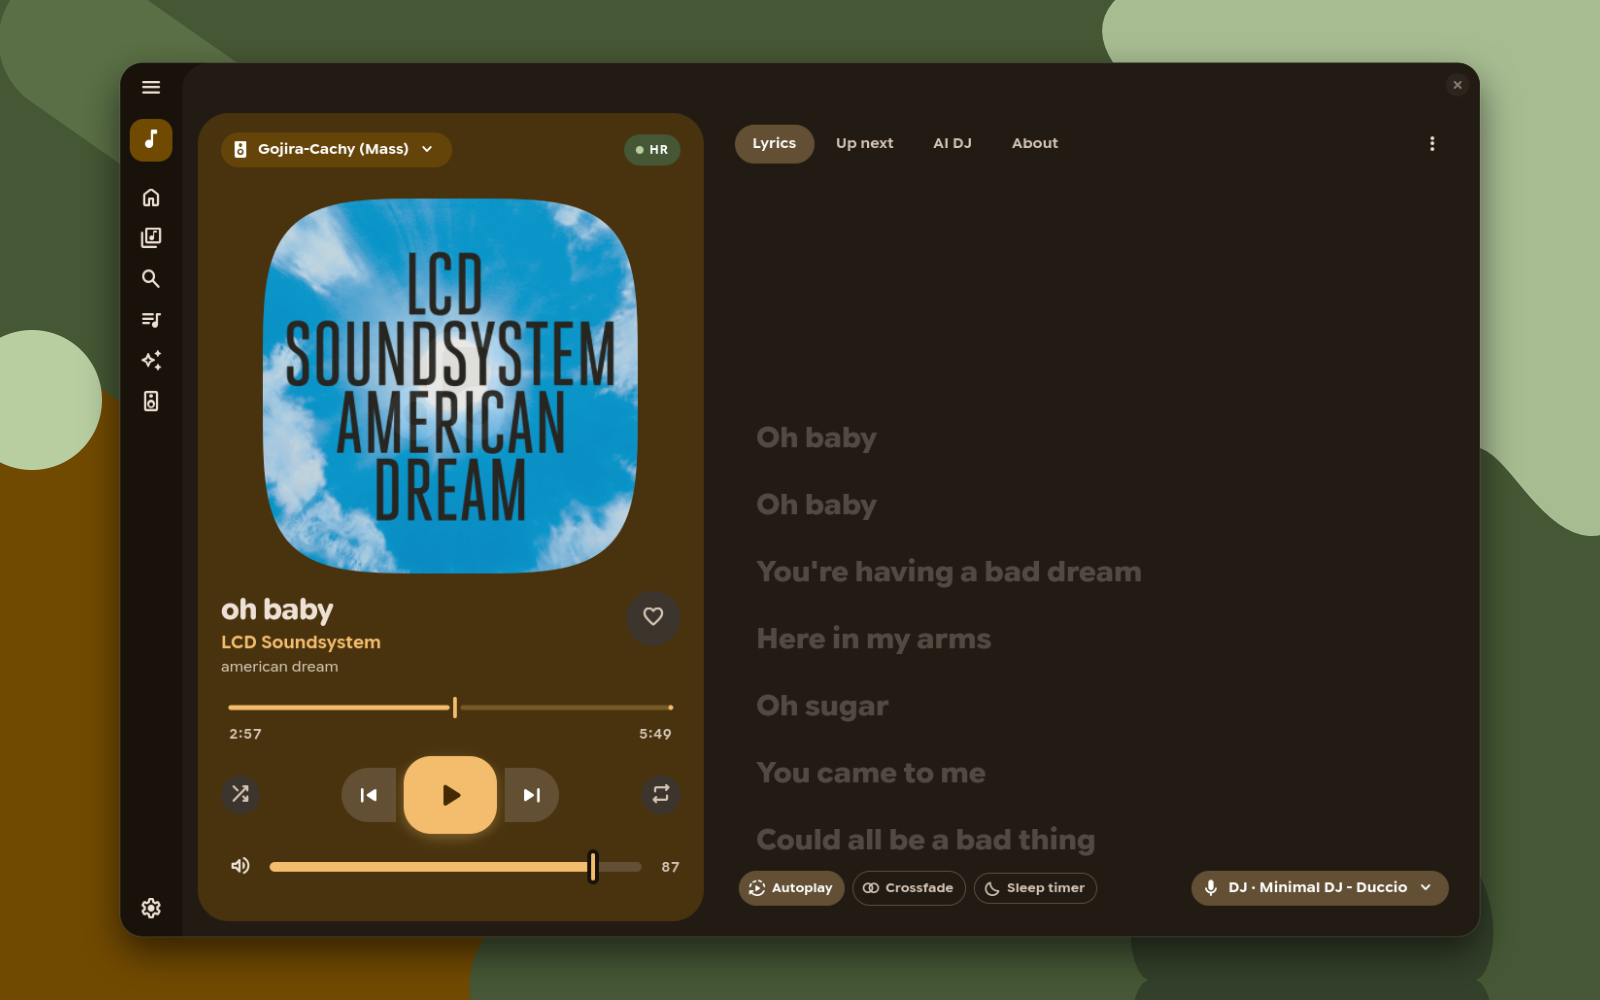 Gojira-Cachy (Mass)
HR
LCD
SOUNDSYSTEM
AMERICAN
DREAM
oh baby
LCD Soundsystem
american dream
2:57
5:49
87
Lyrics
Up next
AI DJ
About
Oh baby
Oh baby
You're having a bad dream
Here in my arms
Oh sugar
You came to me
Could all be a bad thing
Autoplay
Crossfade
Sleep timer
DJ · Minimal DJ - Duccio